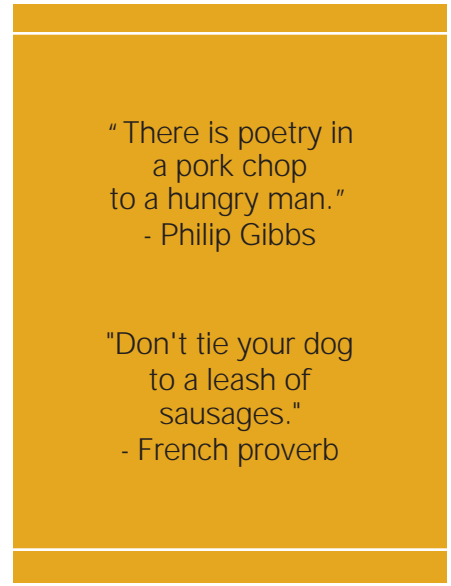 “There is poetry in
a pork chop
to a hungry man.”
- Philip Gibbs
"Don't tie your dog
to a leash of
sausages."
- French proverb